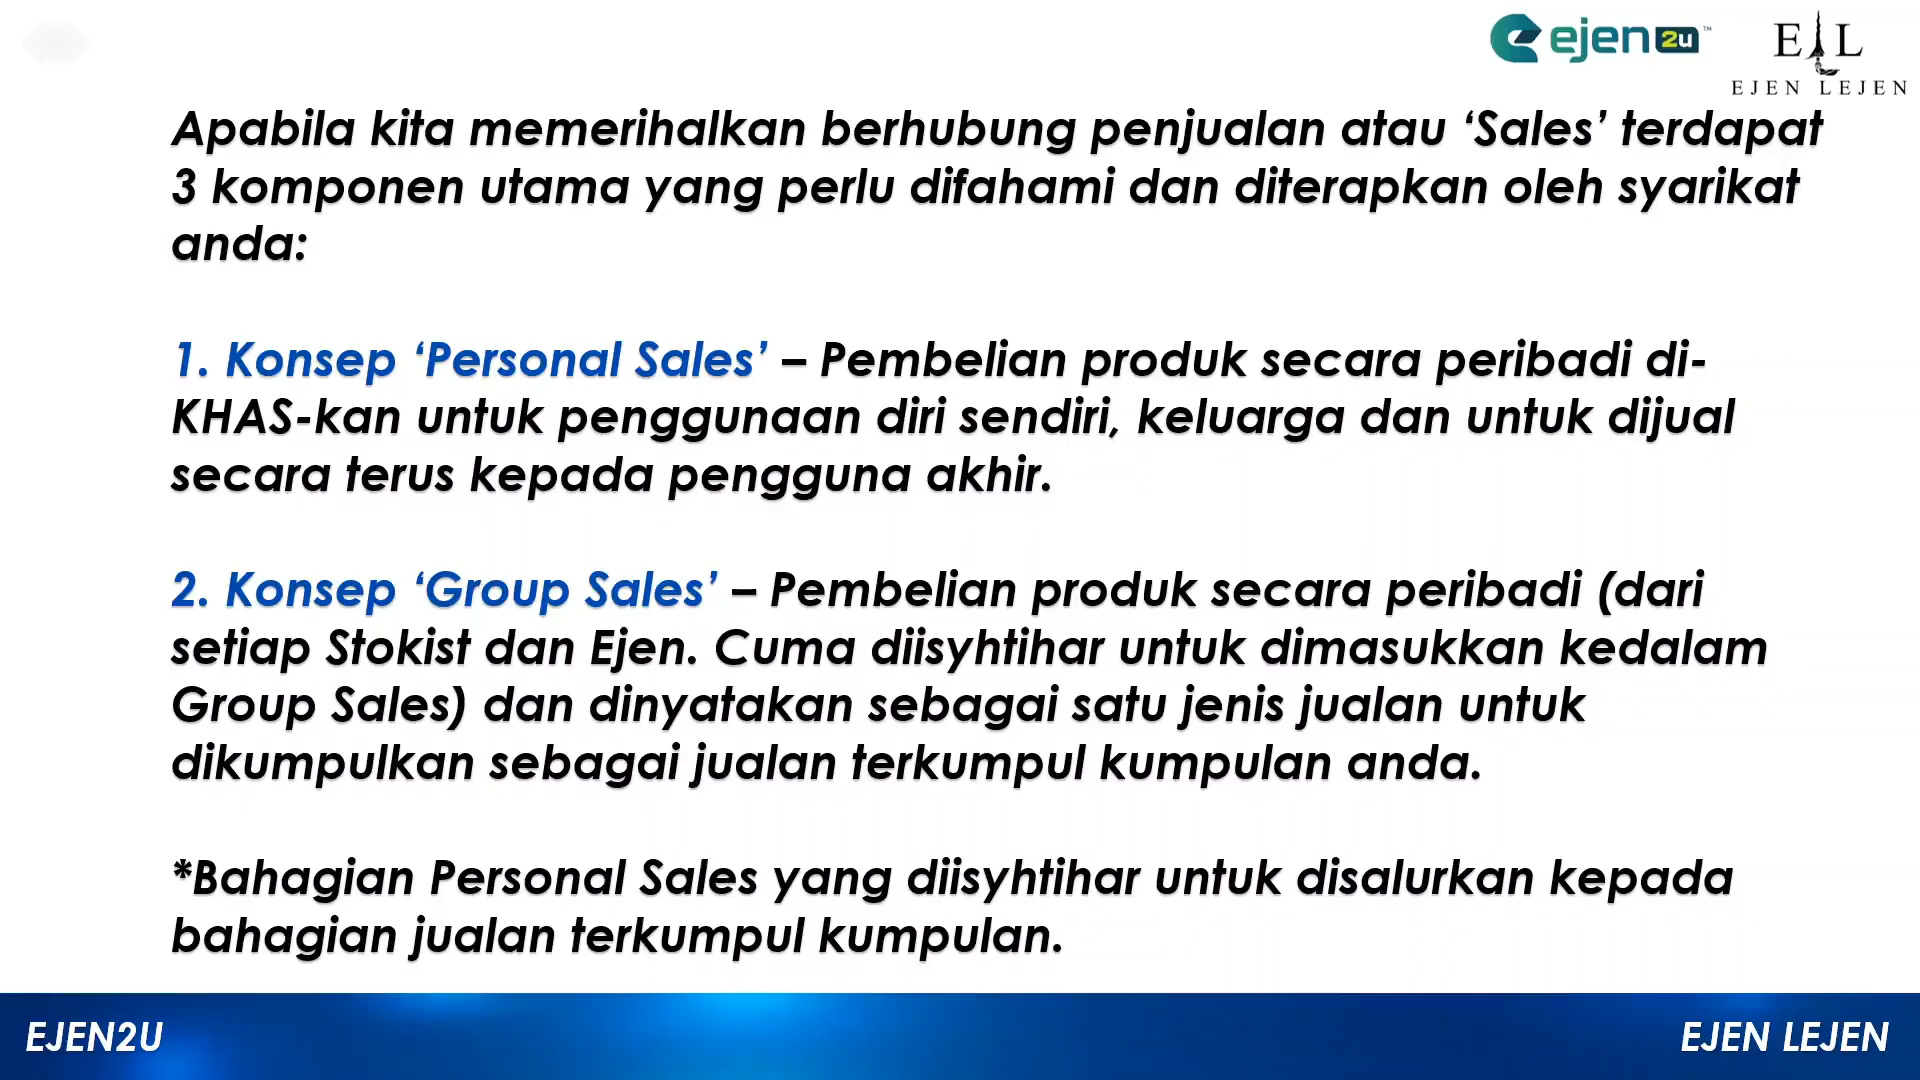 ejen2u™
EJL
EJEN LEJEN
Apabila kita memerihalkan berhubung penjualan atau ‘Sales’ terdapat
3 komponen utama yang perlu difahami dan diterapkan oleh syarikat
anda:
1. Konsep ‘Personal Sales’ – Pembelian produk secara peribadi di-
KHAS-kan untuk penggunaan diri sendiri, keluarga dan untuk dijual
secara terus kepada pengguna akhir.
2. Konsep ‘Group Sales’ – Pembelian produk secara peribadi (dari
setiap Stokist dan Ejen. Cuma diisyhtihar untuk dimasukkan kedalam
Group Sales) dan dinyatakan sebagai satu jenis jualan untuk
dikumpulkan sebagai jualan terkumpul kumpulan anda.
*Bahagian Personal Sales yang diisyhtihar untuk disalurkan kepada
bahagian jualan terkumpul kumpulan.
EJEN2U
EJEN LEJEN